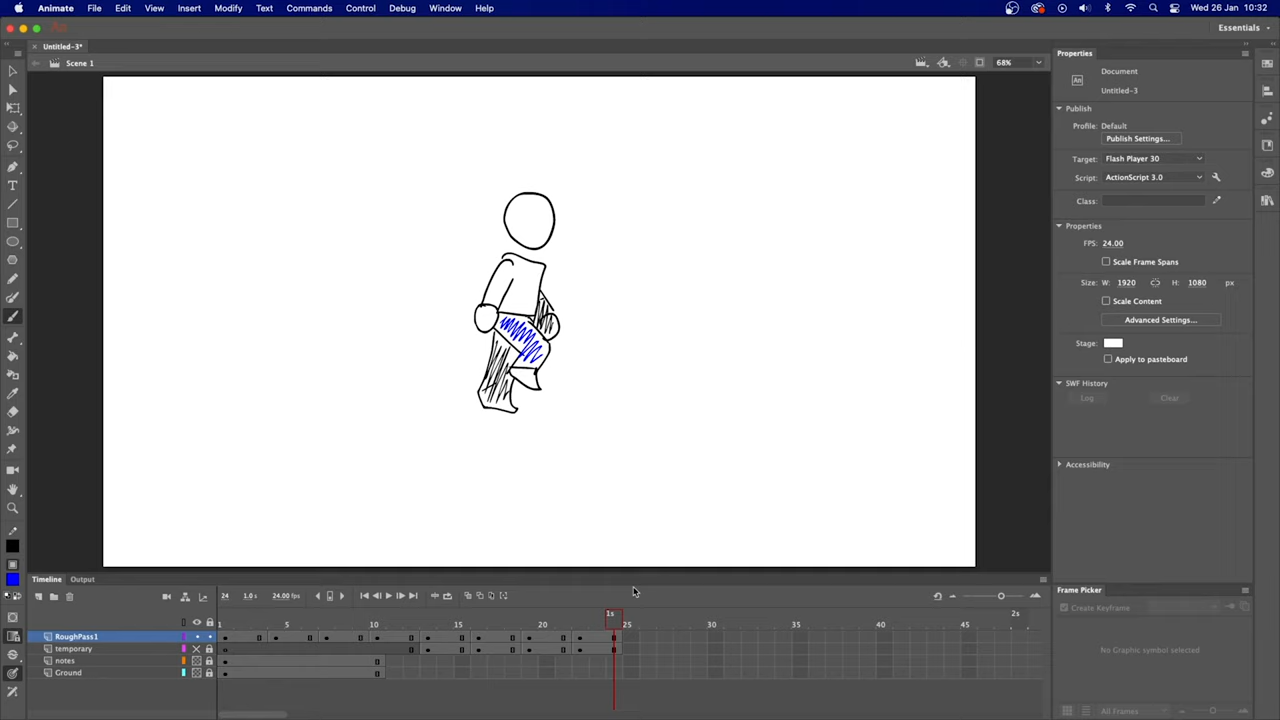 Animate File Edit View Insert Modify Text Commands Control Debug Window Help Wed 26 Jan 10:32
Essentials
Untitled-3*
Scene 1 68%
Properties
Document
An Untitled-3
Publish
Profile: Default
Publish Settings...
Target: Flash Player 30
Script: ActionScript 3.0
Class:
Properties
FPS: 24.00
Scale Frame Spans
Size: W: 1920 H: 1080 px
Scale Content
Advanced Settings...
Stage:
Apply to pasteboard
SWF History
Log Clear
Accessibility
Timeline Output
24 1.0 s 24.00 fps
1s 2s
1 5 10 15 20 25 30 35 40 45
RoughPass1
temporary
notes
Ground
Frame Picker
Create Keyframe
No Graphic symbol selected
All Frames